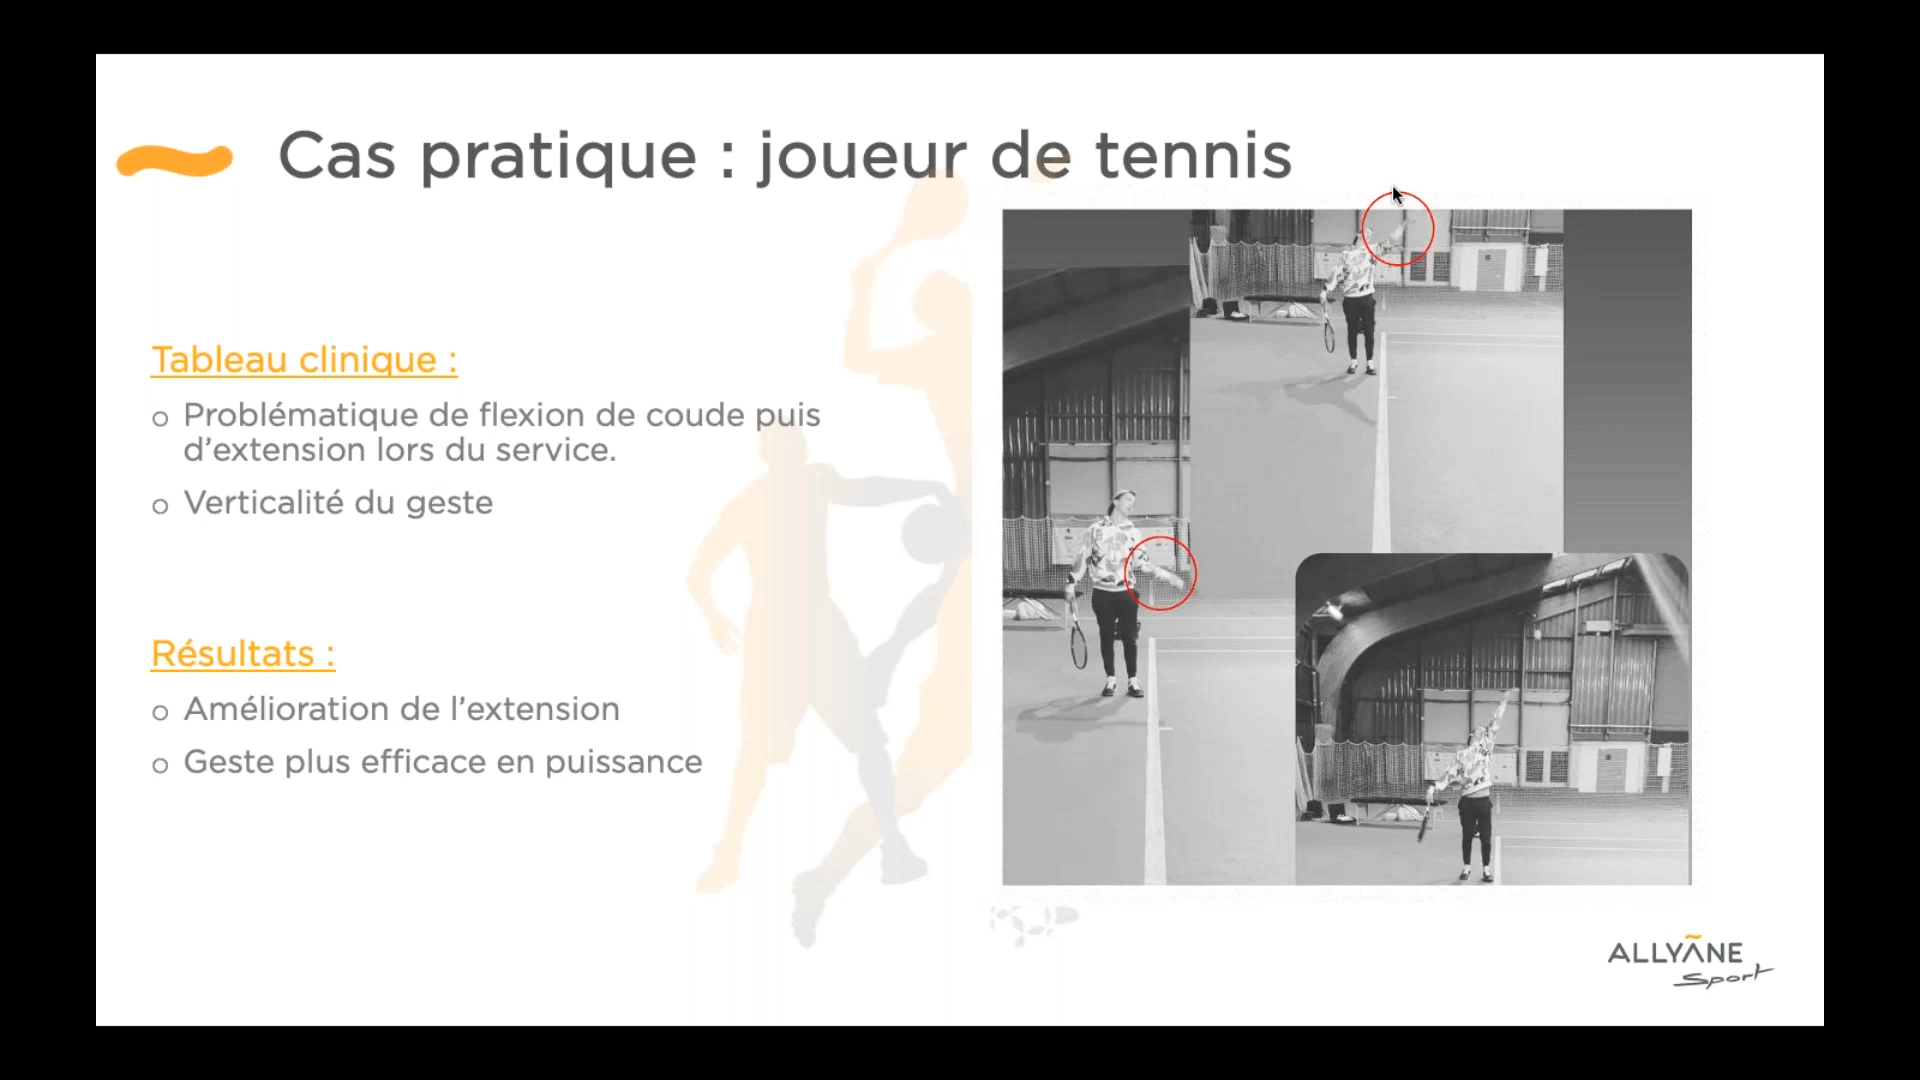 Cas pratique : joueur de tennis
Tableau clinique :
o Problématique de flexion de coude puis
d’extension lors du service.
o Verticalité du geste
Résultats :
o Amélioration de l’extension
o Geste plus efficace en puissance
ALLYÃNE
Sport